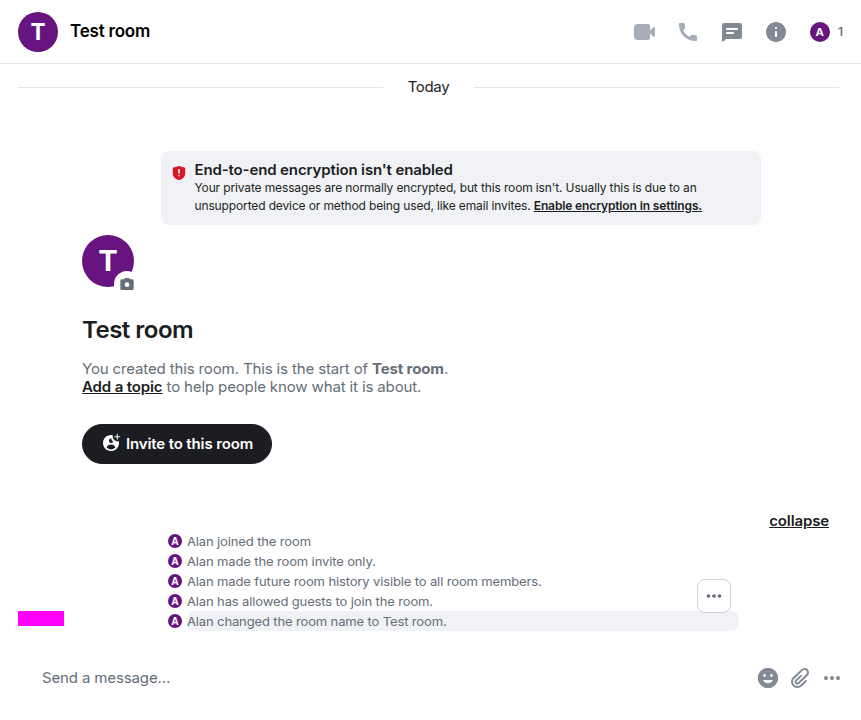 T Test room A 1
Today
End-to-end encryption isn't enabled
Your private messages are normally encrypted, but this room isn't. Usually this is due to an
unsupported device or method being used, like email invites. Enable encryption in settings.
T
Test room
You created this room. This is the start of Test room.
Add a topic to help people know what it is about.
Invite to this room
collapse
A Alan joined the room
A Alan made the room invite only.
A Alan made future room history visible to all room members.
A Alan has allowed guests to join the room.
A Alan changed the room name to Test room.
Send a message...